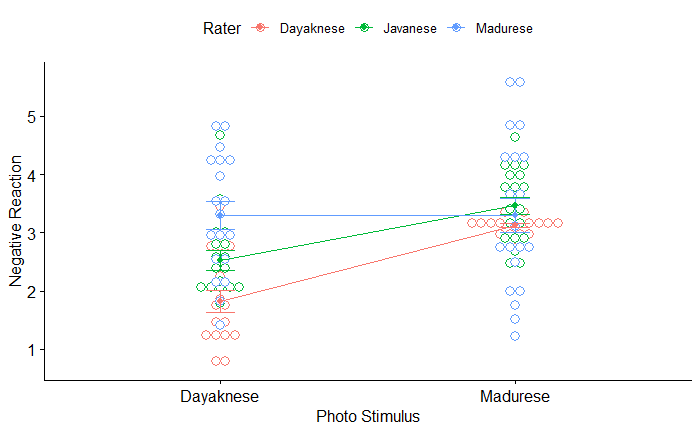 Rater Dayaknese Javanese Madurese
Negative Reaction
5
4
3
2
1
Dayaknese Madurese
Photo Stimulus